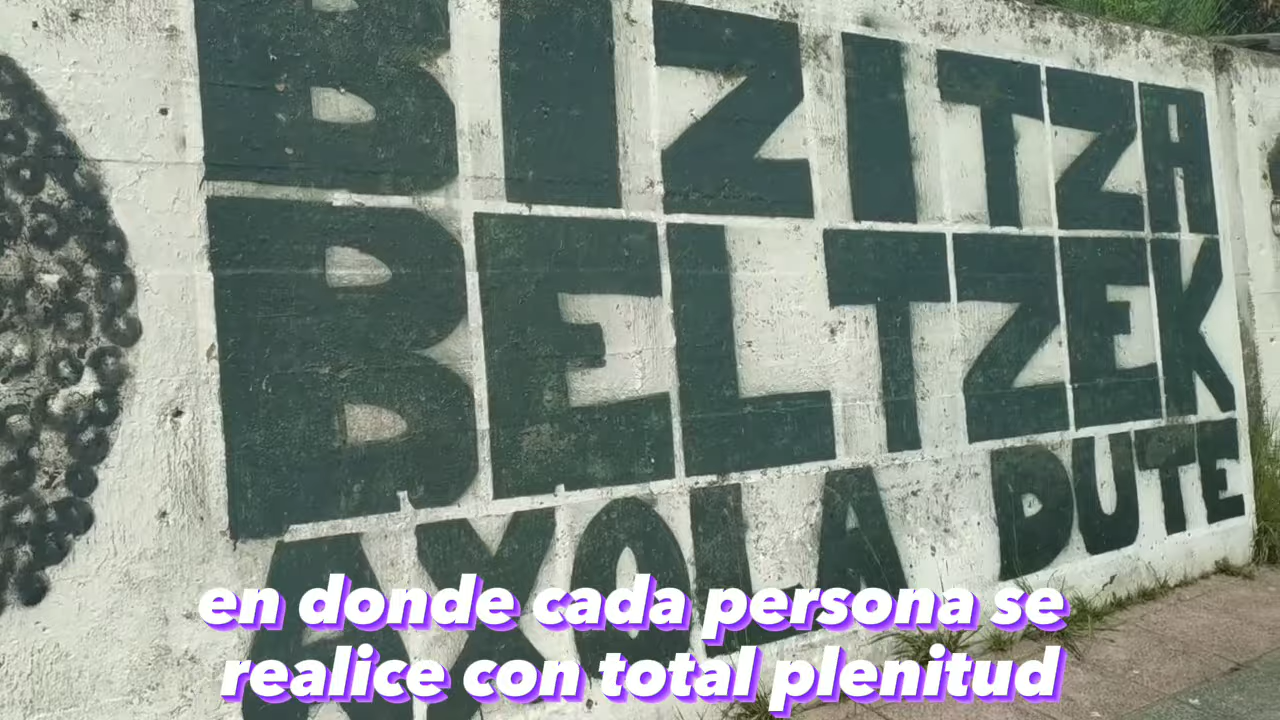 BIZITZA
BELTZEK
AXOLA DUTE
en donde cada persona se
realice con total plenitud